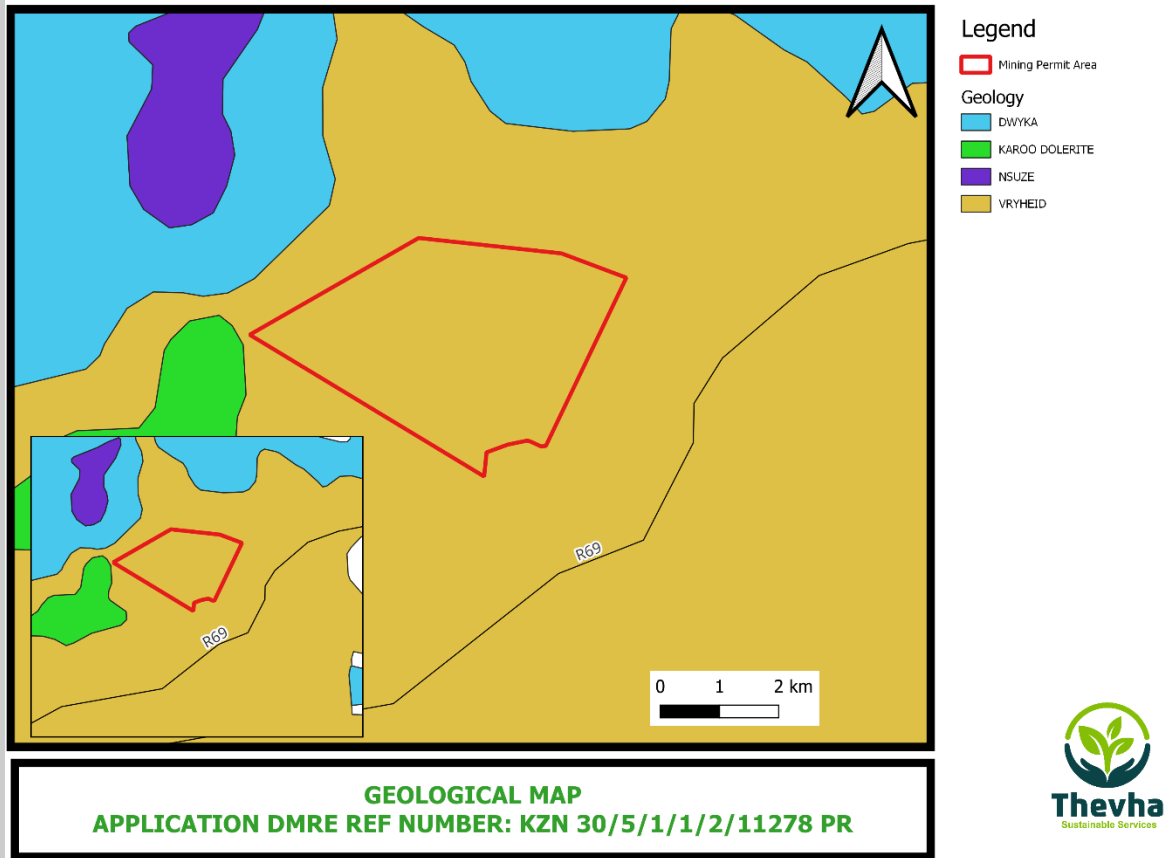 Legend
Mining Permit Area
Geology
DWYKA
KAROO DOLERITE
NSUZE
VRYHEID
R69
R69
0 1 2 km
GEOLOGICAL MAP
APPLICATION DMRE REF NUMBER: KZN 30/5/1/1/2/11278 PR
Thevha
Sustainable Services